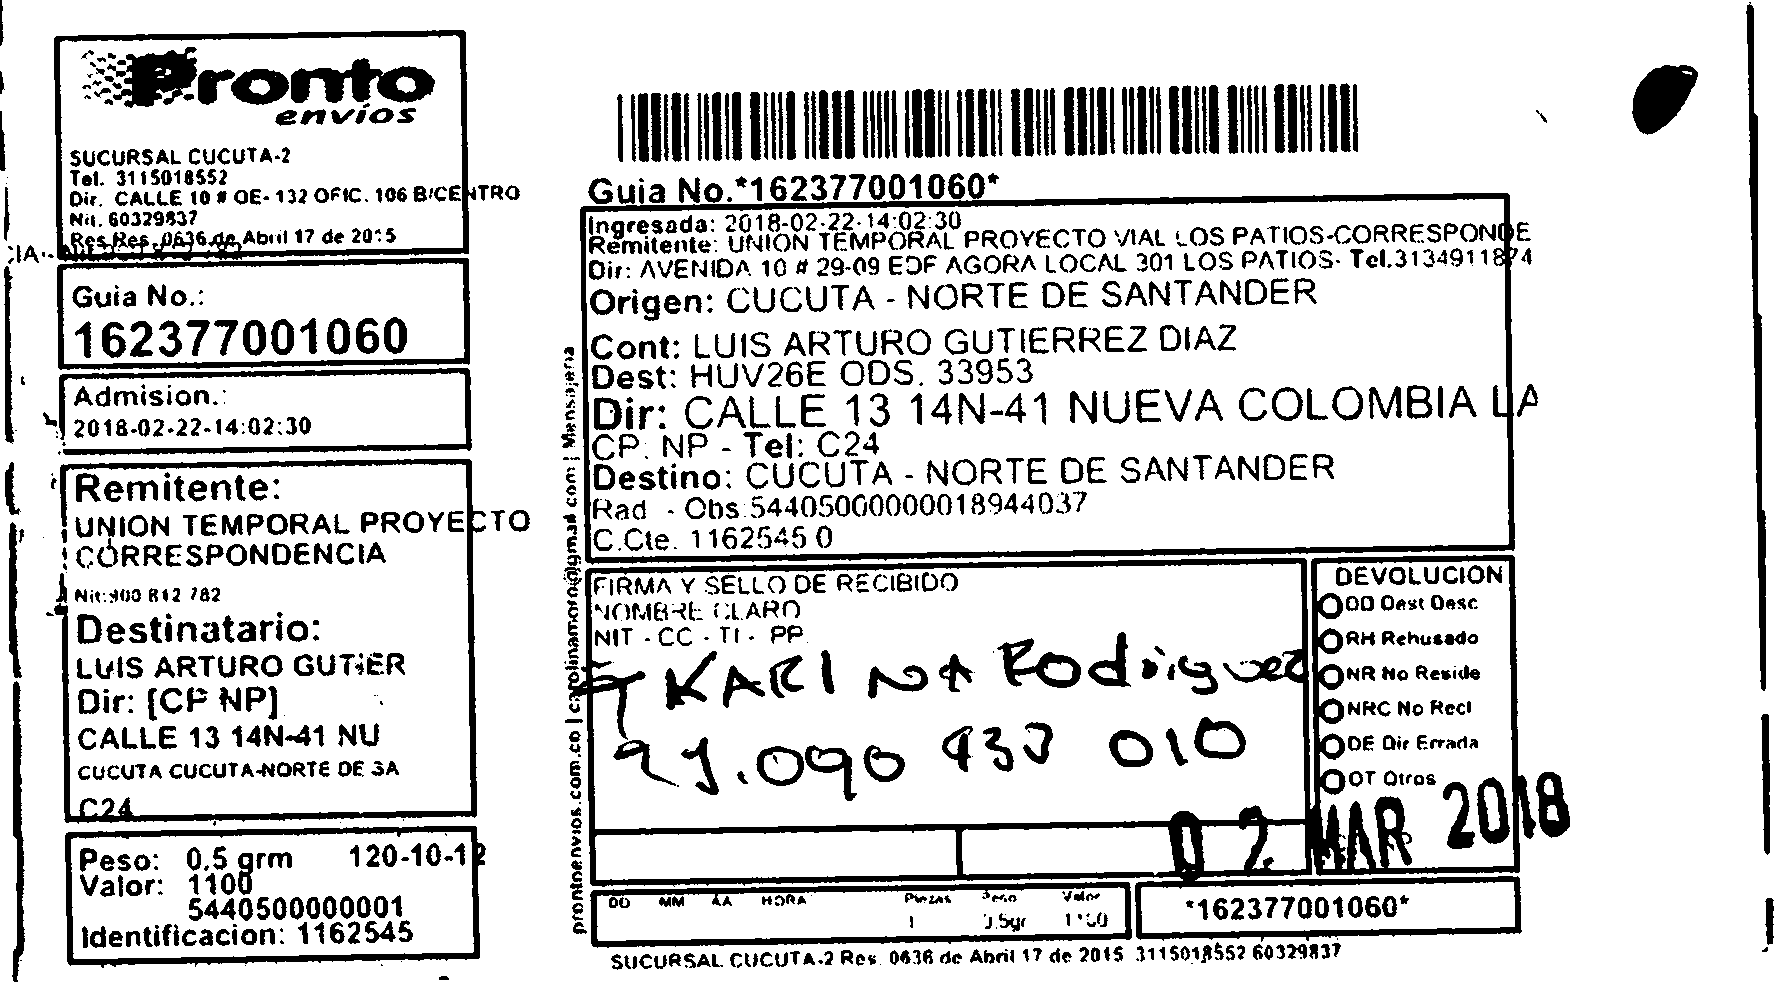 Pronto
envíos
SUCURSAL CUCUTA-2
Tel. 3115018552
Dir. CALLE 10 # OE- 132 OFIC. 106 B/CENTRO
Nit. 60329837
Res Res 0636 de Abril 17 de 2015
Guia No.:
162377001060
Admision.:
2018-02-22-14:02:30
Remitente:
UNION TEMPORAL PROYECTO
CORRESPONDENCIA
Nit:900 812 782
Destinatario:
LUIS ARTURO GUTIER
Dir: [CP NP]
CALLE 13 14N-41 NU
CUCUTA CUCUTA-NORTE DE SA
C24
Peso: 0.5 grm 120-10-12
Valor: 1100
5440500000001
Identificacion: 1162545
prontoenvios.com.co | carolinamoro@gmail.com | Mensajeria
Guia No.*162377001060*
Ingresada: 2018-02-22-14:02:30
Remitente: UNION TEMPORAL PROYECTO VIAL LOS PATIOS-CORRESPONDE
Dir: AVENIDA 10 # 29-09 EDF AGORA LOCAL 301 LOS PATIOS- Tel.3134911874
Origen: CUCUTA - NORTE DE SANTANDER
Cont: LUIS ARTURO GUTIERREZ DIAZ
Dest: HUV26E ODS. 33953
Dir: CALLE 13 14N-41 NUEVA COLOMBIA LA
CP: NP - Tel: C24
Destino: CUCUTA - NORTE DE SANTANDER
Rad - Obs:54405000000018944037
C.Cte. 1162545 0
FIRMA Y SELLO DE RECIBIDO
NOMBRE CLARO
NIT - CC - TI - PP
KARINA Rodriguez
010
DEVOLUCION
DD Dest Desc
RH Rehusado
NR No Reside
NRC No Recl
DE Dir Errada
OT Otros
02 MAR 2018
DD MM AA HORA Piezas Peso Valor
1 0.5gr 1100
*162377001060*
SUCURSAL CUCUTA-2 Res. 0636 de Abril 17 de 2015 3115018552 60329837